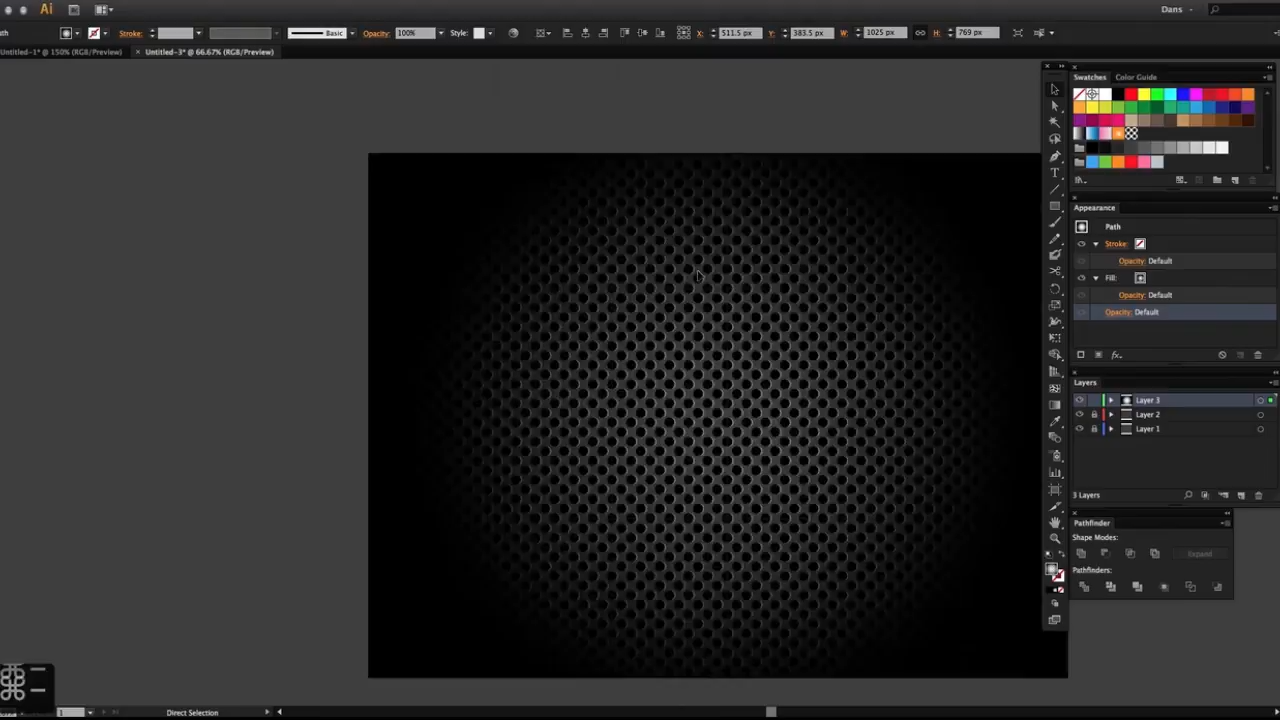 Ai
Dans
ath
Stroke:
Basic
Opacity: 100%
Style:
X: 511.5 px
Y: 383.5 px
W: 1025 px
H: 769 px
Untitled-1* @ 150% (RGB/Preview)
× Untitled-3* @ 66.67% (RGB/Preview)
Swatches
Color Guide
Appearance
Path
Stroke:
Opacity: Default
Fill:
Opacity: Default
Opacity: Default
fx
Layers
Layer 3
Layer 2
Layer 1
3 Layers
Pathfinder
Shape Modes:
Expand
Pathfinders:
⌘ –
⌘ –
1
Direct Selection